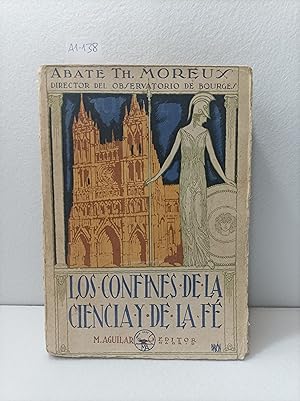 A1-138
ABATE TH. MOREUX
DIRECTOR DEL OBSERVATORIO DE BOURGES
LOS·CONFINES·DE·LA
CIENCIA·Y·DE·LA·FÉ
M. AGUILAR EDITOR